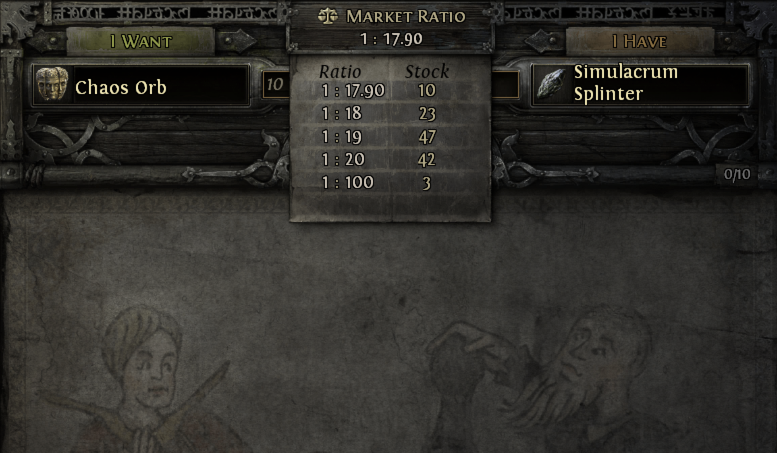 MARKET RATIO
1 : 17.90
I WANT
I HAVE
Chaos Orb
10
Simulacrum
Splinter
Ratio Stock
1 : 17.90 10
1 : 18 23
1 : 19 47
1 : 20 42
1 : 100 3
0/10